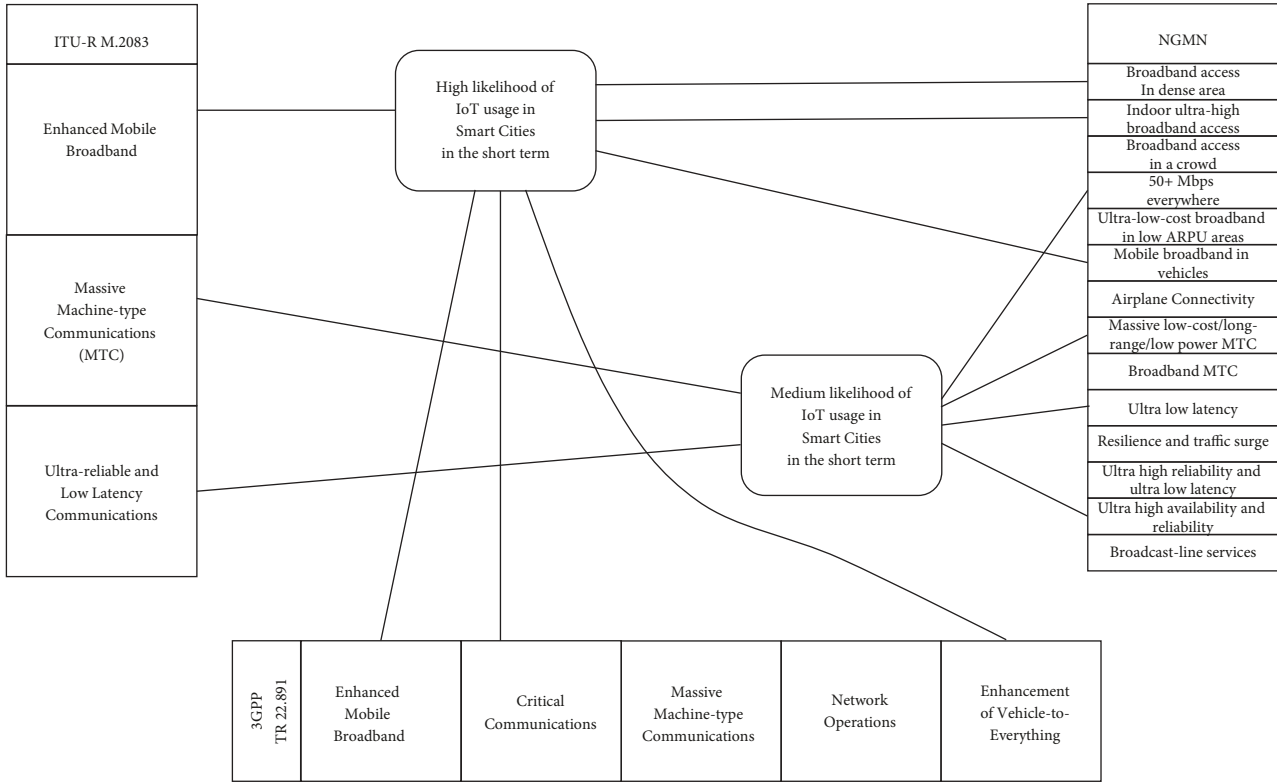 ITU-R M.2083
Enhanced Mobile
Broadband
Massive
Machine-type
Communications
(MTC)
Ultra-reliable and
Low Latency
Communications
High likelihood of
IoT usage in
Smart Cities
in the short term
Medium likelihood of
IoT usage in
Smart Cities
in the short term
NGMN
Broadband access
In dense area
Indoor ultra-high
broadband access
Broadband access
in a crowd
50+ Mbps
everywhere
Ultra-low-cost broadband
in low ARPU areas
Mobile broadband in
vehicles
Airplane Connectivity
Massive low-cost/long-
range/low power MTC
Broadband MTC
Ultra low latency
Resilience and traffic surge
Ultra high reliability and
ultra low latency
Ultra high availability and
reliability
Broadcast-line services
3GPP
TR 22.891
Enhanced
Mobile
Broadband
Critical
Communications
Massive
Machine-type
Communications
Network
Operations
Enhancement
of Vehicle-to-
Everything